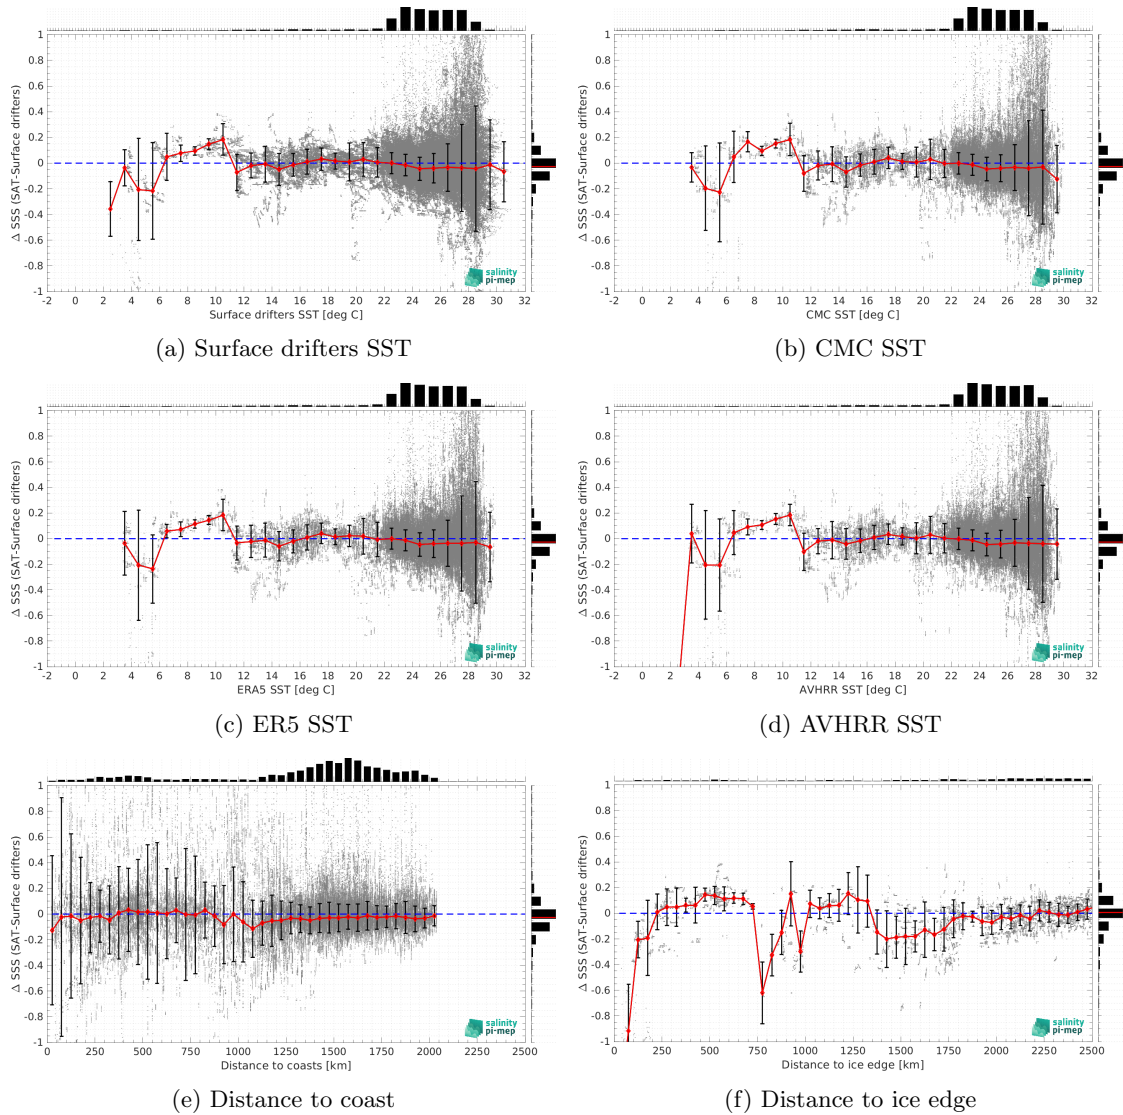 Δ SSS (SAT-Surface drifters)
1
0.8
0.6
0.4
0.2
0
-0.2
-0.4
-0.6
-0.8
-1
-2 0 2 4 6 8 10 12 14 16 18 20 22 24 26 28 30 32
Surface drifters SST [deg C]
salinity
pi-mep
(a) Surface drifters SST
Δ SSS (SAT-Surface drifters)
1
0.8
0.6
0.4
0.2
0
-0.2
-0.4
-0.6
-0.8
-1
-2 0 2 4 6 8 10 12 14 16 18 20 22 24 26 28 30 32
CMC SST [deg C]
salinity
pi-mep
(b) CMC SST
Δ SSS (SAT-Surface drifters)
1
0.8
0.6
0.4
0.2
0
-0.2
-0.4
-0.6
-0.8
-1
-2 0 2 4 6 8 10 12 14 16 18 20 22 24 26 28 30 32
ERA5 SST [deg C]
salinity
pi-mep
(c) ER5 SST
Δ SSS (SAT-Surface drifters)
1
0.8
0.6
0.4
0.2
0
-0.2
-0.4
-0.6
-0.8
-1
-2 0 2 4 6 8 10 12 14 16 18 20 22 24 26 28 30 32
AVHRR SST [deg C]
salinity
pi-mep
(d) AVHRR SST
Δ SSS (SAT-Surface drifters)
1
0.8
0.6
0.4
0.2
0
-0.2
-0.4
-0.6
-0.8
-1
0 250 500 750 1000 1250 1500 1750 2000 2250 2500
Distance to coasts [km]
salinity
pi-mep
(e) Distance to coast
Δ SSS (SAT-Surface drifters)
1
0.8
0.6
0.4
0.2
0
-0.2
-0.4
-0.6
-0.8
-1
0 250 500 750 1000 1250 1500 1750 2000 2250 2500
Distance to ice edge [km]
salinity
pi-mep
(f) Distance to ice edge